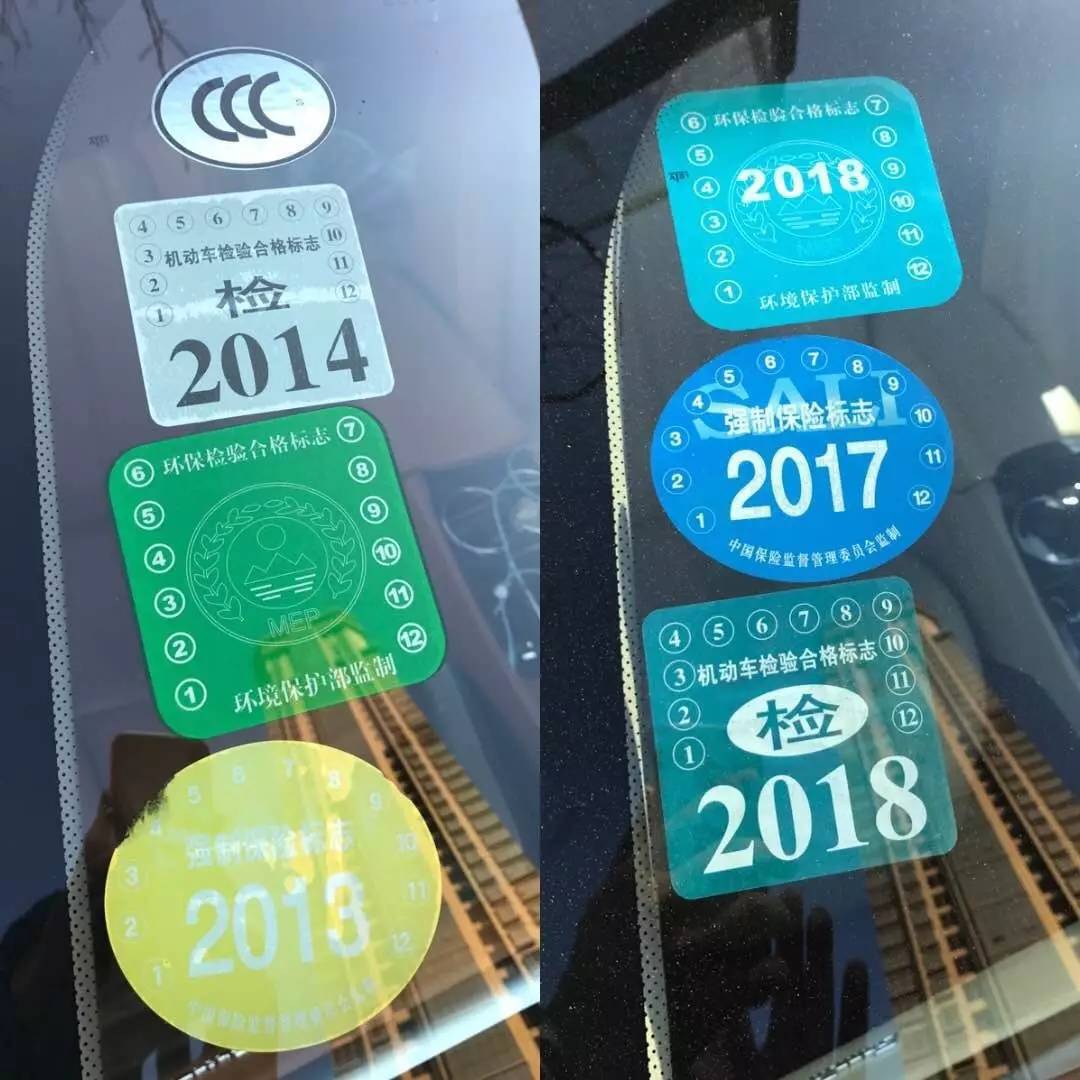 CCC
S
4 5 6 7 8 9
3 机动车检验合格标志 10
2 检 11
1 12
2014
6 环保检验合格标志 7
5 8
4 9
3 10
2 MEP 11
1 环境保护部监制 12
5 6 7 8 9
4 强制保险标志 10
3 11
2 2013 12
1
6 环保检验合格标志 7
5 8
4 2018 9
3 10
2 11
1 环境保护部监制 12
SALI
4 5 6 7 8 9
3 强制保险标志 10
2 2017 11
1 12
中国保险监督管理委员会监制
4 5 6 7 8 9
3 机动车检验合格标志 10
2 检 11
1 12
2018